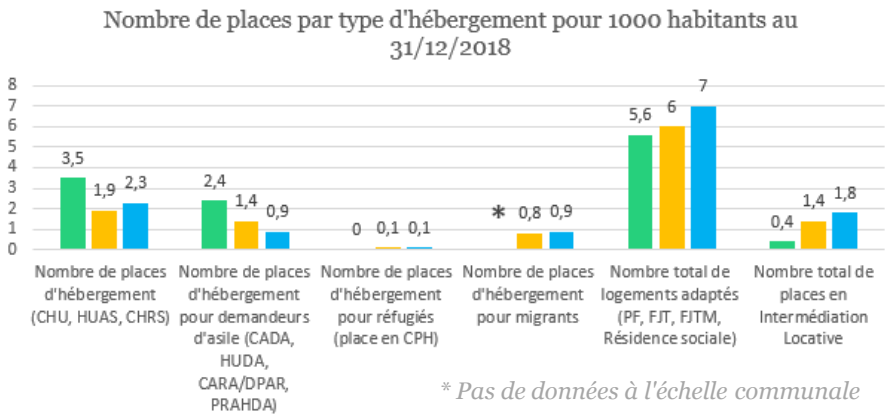 Nombre de places par type d'hébergement pour 1000 habitants au
31/12/2018
8
7
6
5
4
3
2
1
0
3,5
1,9
2,3
2,4
1,4
0,9
0
0,1
0,1
*
0,8
0,9
5,6
6
7
0,4
1,4
1,8
Nombre de places
d'hébergement
(CHU, HUAS, CHRS)
Nombre de places
d'hébergement
pour demandeurs
d'asile (CADA,
HUDA,
CARA/DPAR,
PRAHDA)
Nombre de places
d'hébergement
pour réfugiés
(place en CPH)
Nombre de places
d'hébergement
pour migrants
Nombre total de
logements adaptés
(PF, FJT, FJTM,
Résidence sociale)
Nombre total de
places en
Intermédiation
Locative
* Pas de données à l'échelle communale